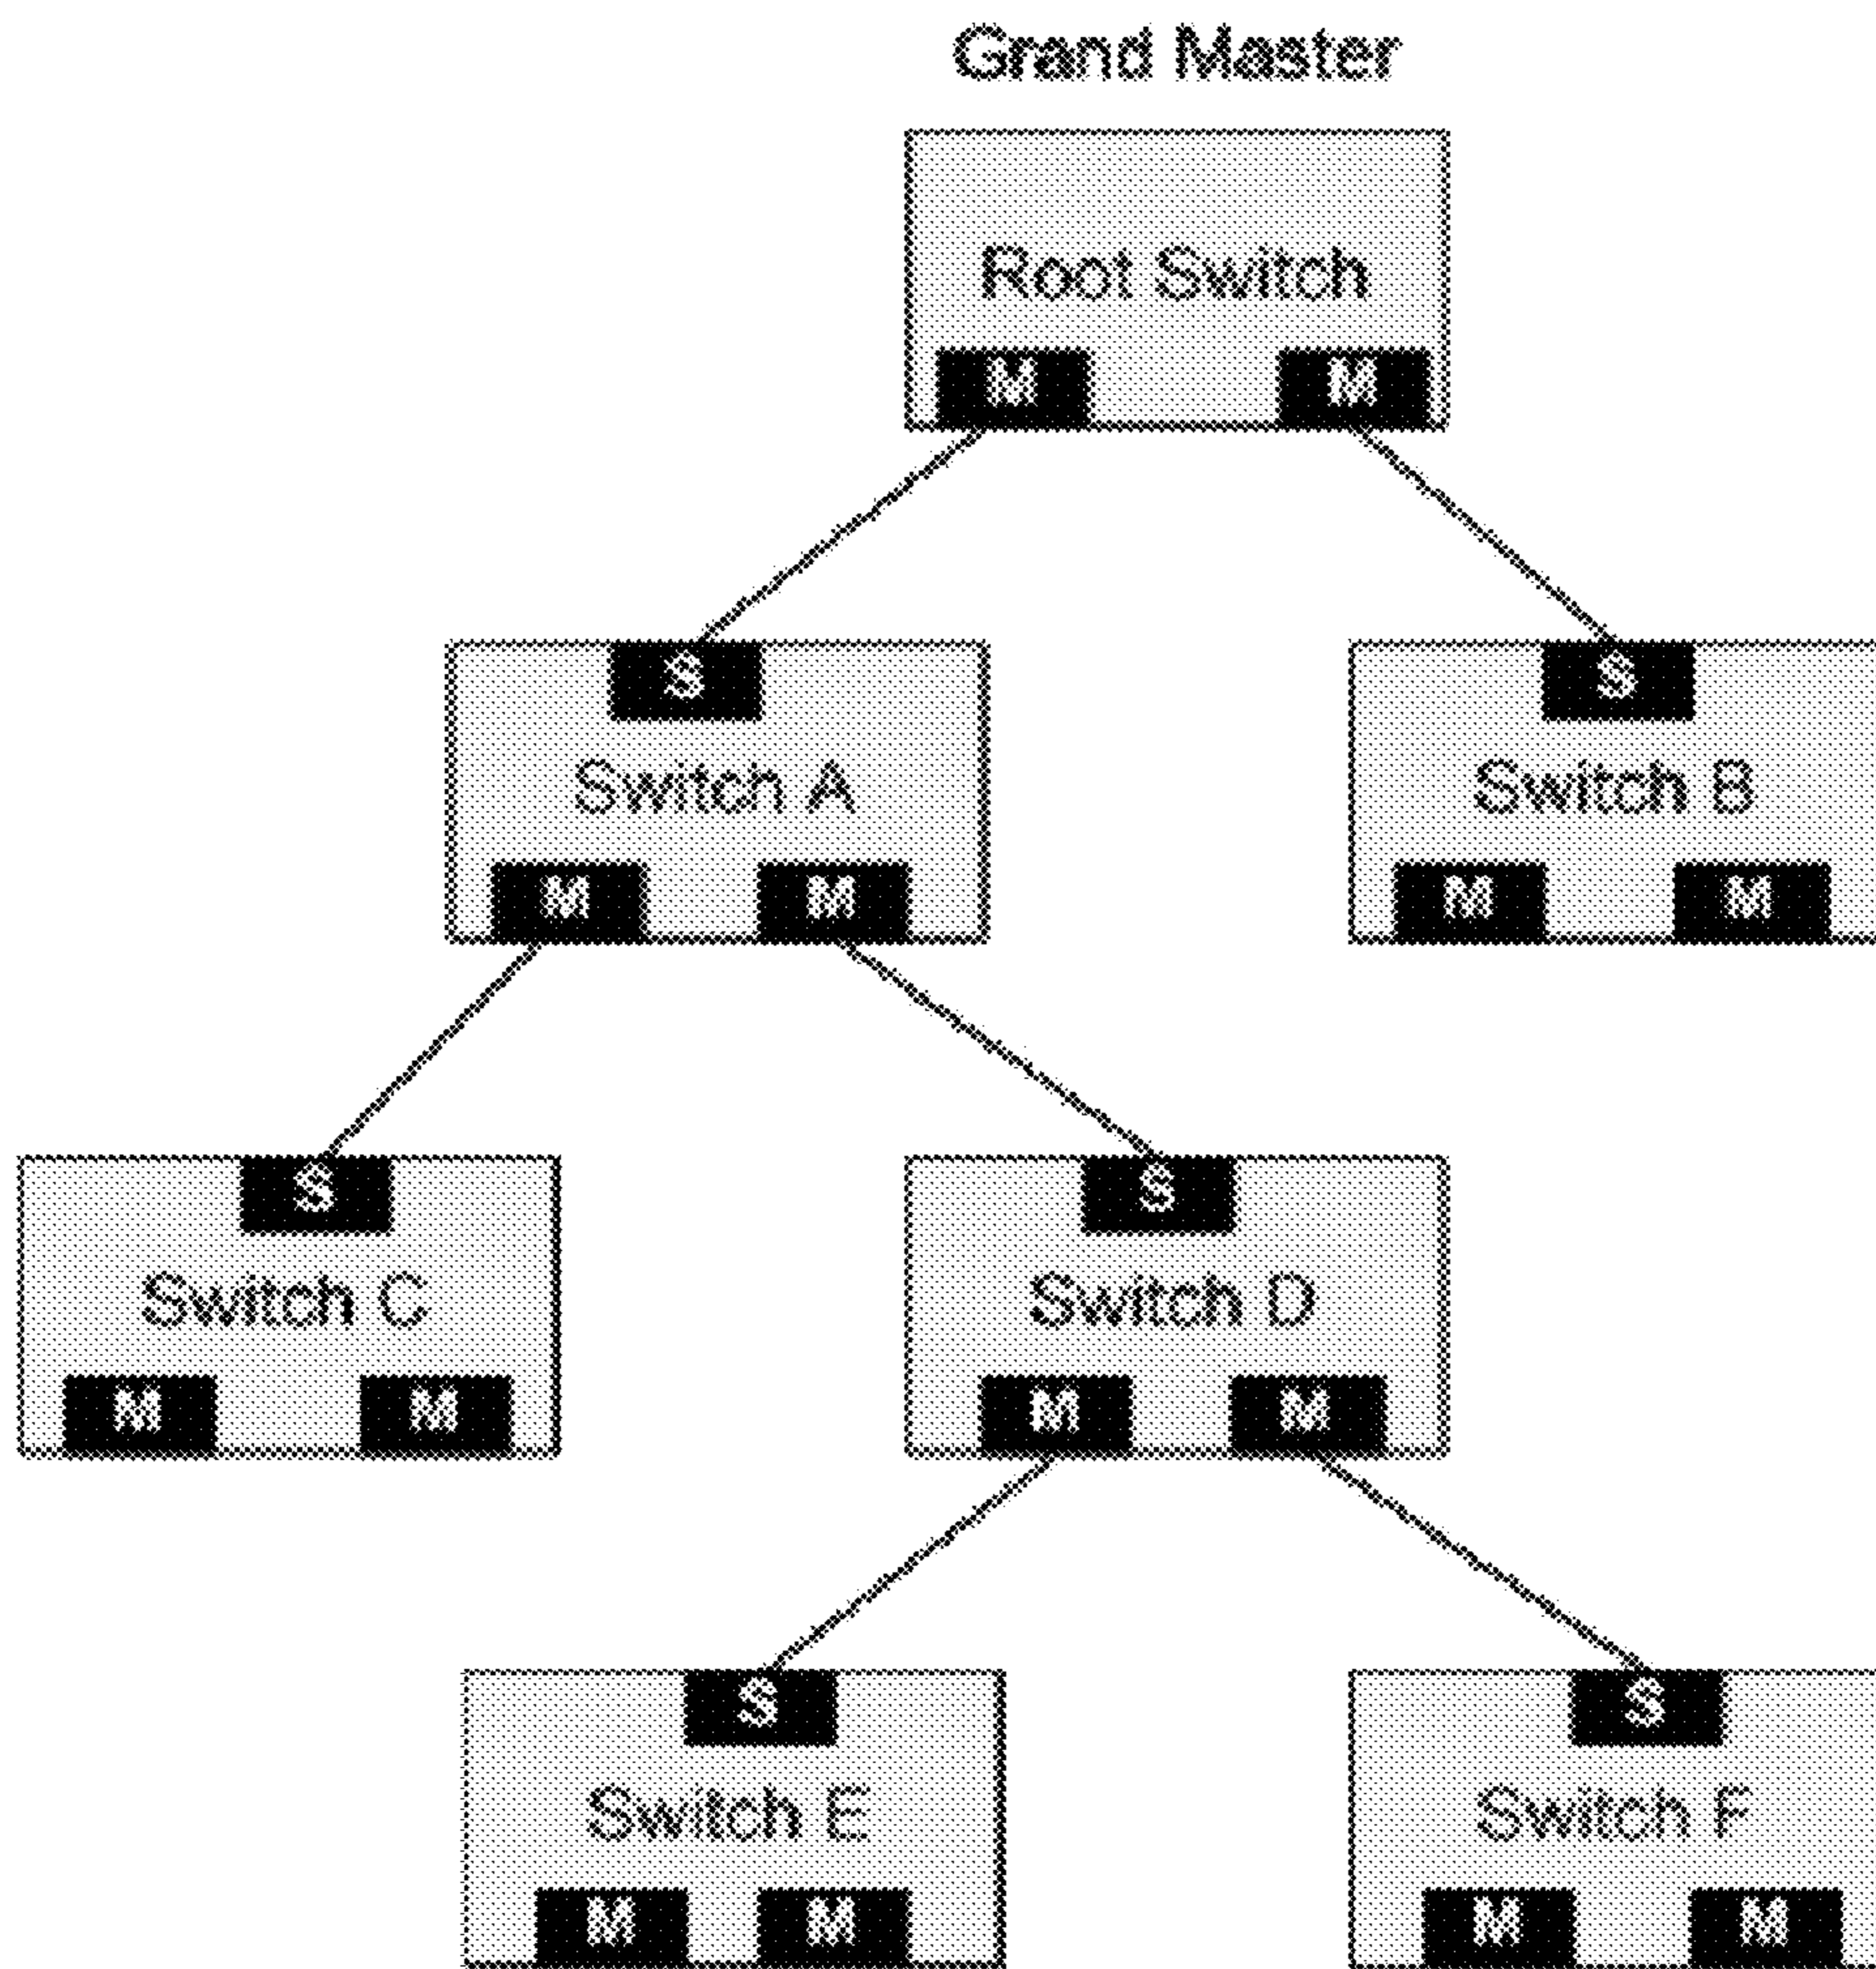 Grand Master
Root Switch
M M
S S
Switch A Switch B
M M M M
S S
Switch C Switch D
M M M M
S S
Switch E Switch F
M M M M